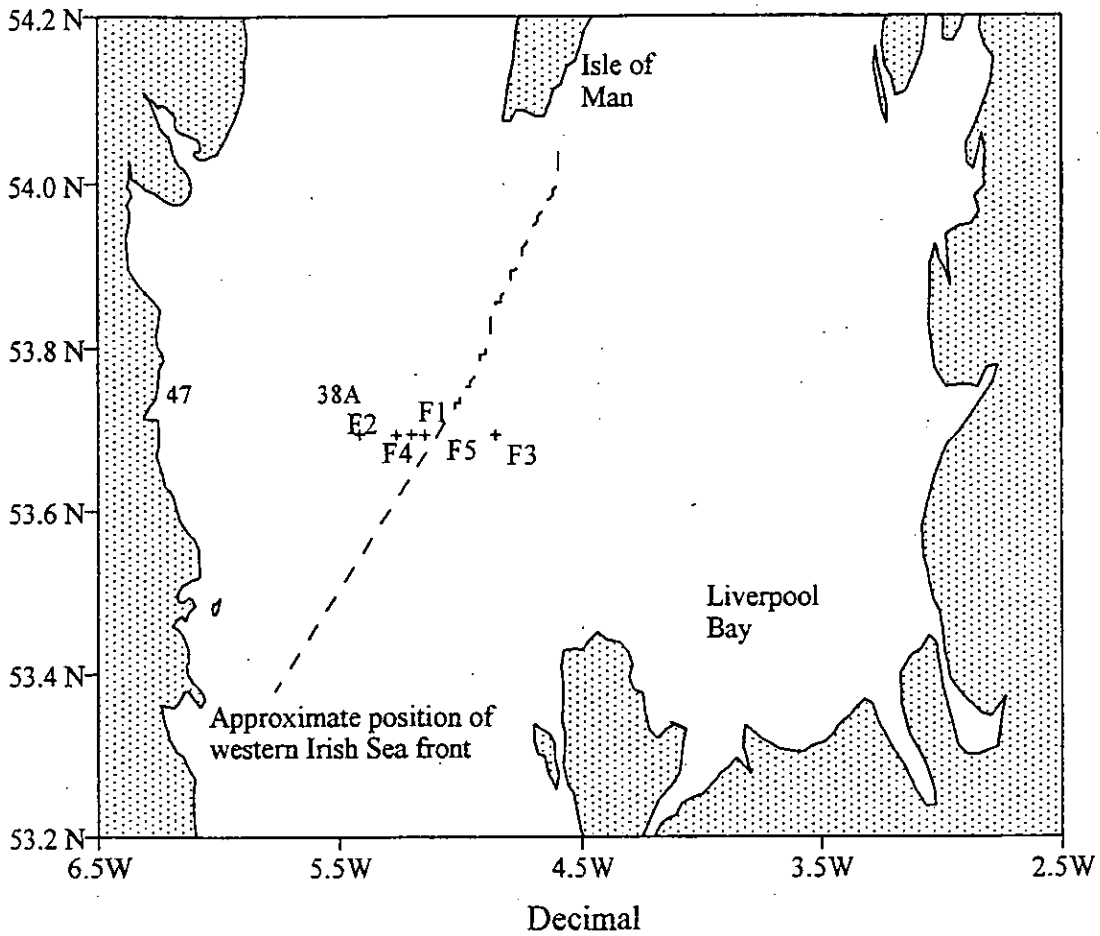 54.2 N
Isle of
Man
54.0 N
53.8 N
47
38A
F1
F2
F4
F5
F3
53.6 N
Liverpool
Bay
53.4 N
Approximate position of
western Irish Sea front
53.2 N
6.5W
5.5W
4.5W
3.5W
2.5W
Decimal